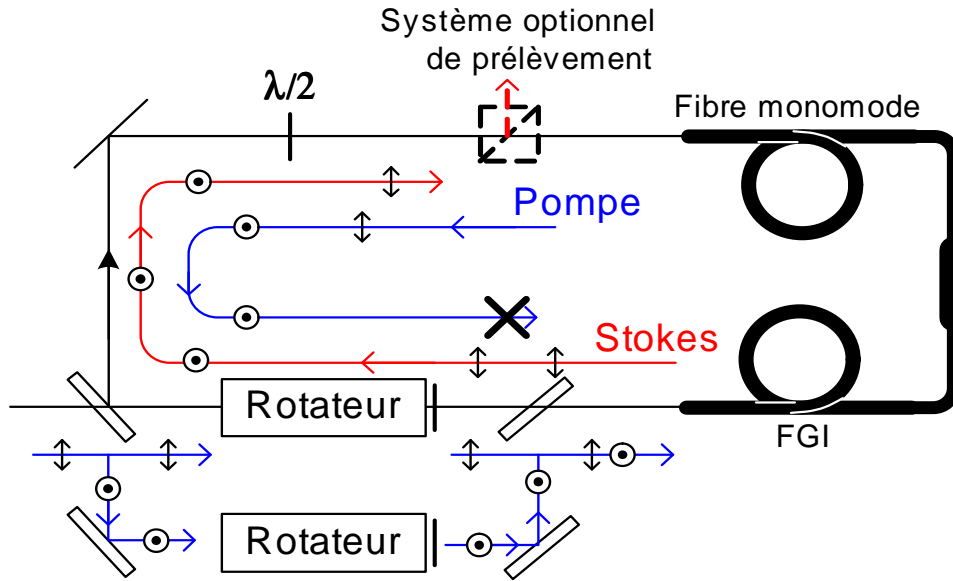 Système optionnel
de prélèvement
λ/2
Fibre monomode
Pompe
Stokes
Rotateur
FGI
Rotateur